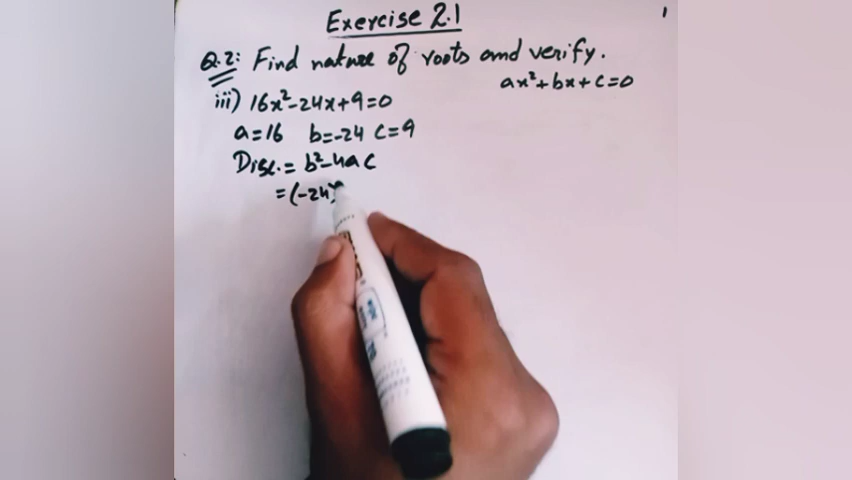 Exercise 2.1
Q.2: Find nature of roots and verify.
ax²+bx+c=0
iii) 16x²-24x+9=0
a=16 b=-24 c=9
Disc.= b²-4ac
=(-24)